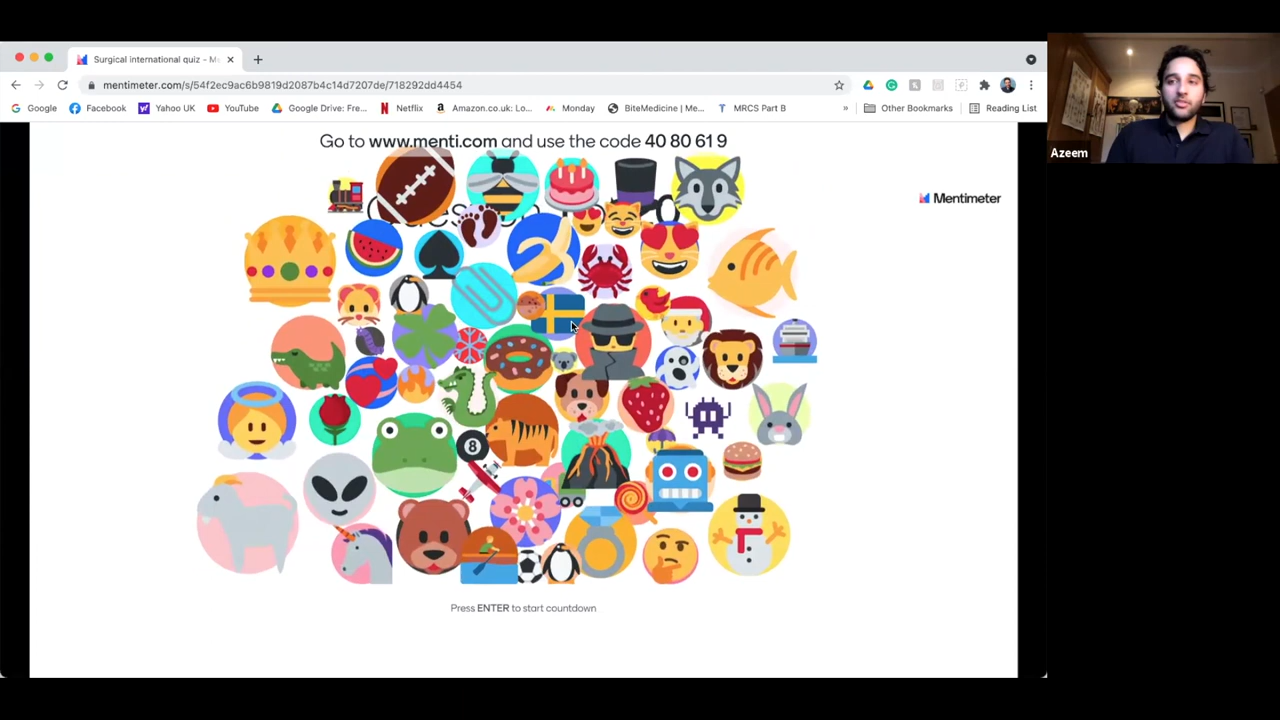 Surgical international quiz - Me
mentimeter.com/s/54f2ec9ac6b9819d2087b4c14d7207de/718292dd4454
Google Facebook Yahoo UK YouTube Google Drive: Fre... Netflix Amazon.co.uk: Lo... Monday BiteMedicine | Me... MRCS Part B » Other Bookmarks Reading List
Go to www.menti.com and use the code 40 80 61 9
Mentimeter
8
Press ENTER to start countdown
Azeem